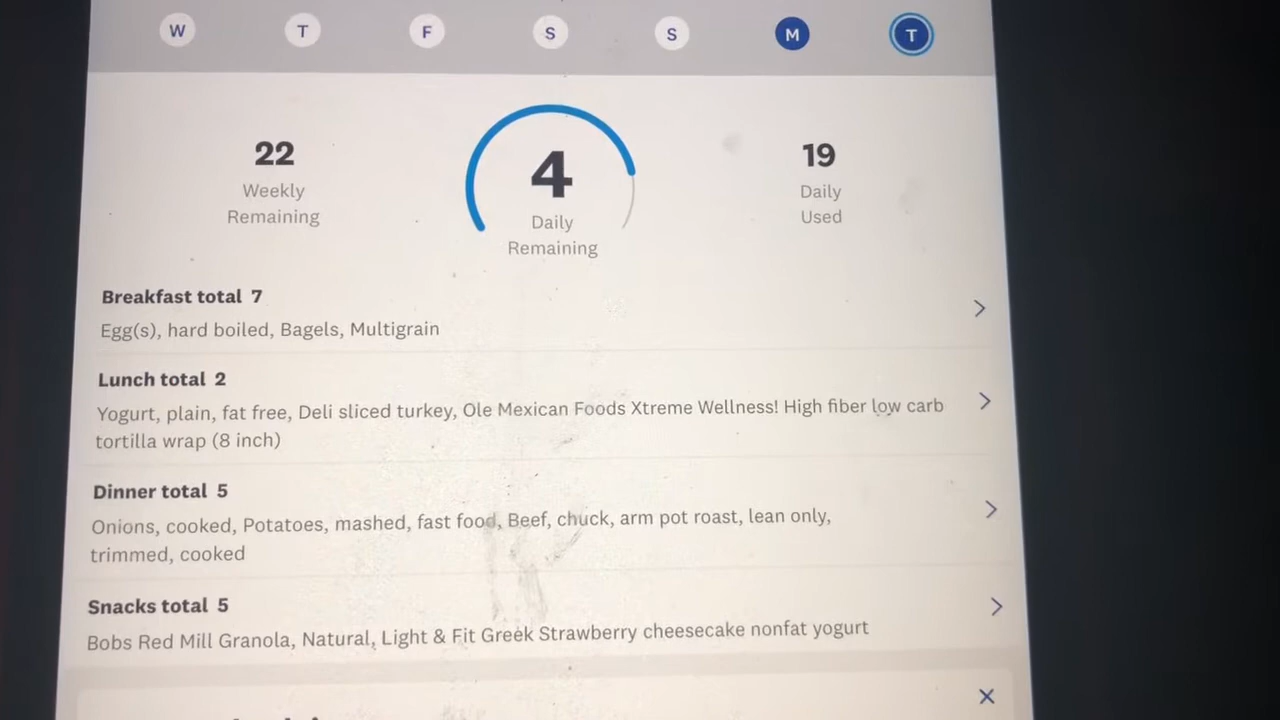 W T F S S M T
22 4 19
Weekly Remaining
Daily Remaining
Daily Used
Breakfast total 7
Egg(s), hard boiled, Bagels, Multigrain
Lunch total 2
Yogurt, plain, fat free, Deli sliced turkey, Ole Mexican Foods Xtreme Wellness! High fiber low carb
tortilla wrap (8 inch)
Dinner total 5
Onions, cooked, Potatoes, mashed, fast food, Beef, chuck, arm pot roast, lean only,
trimmed, cooked
Snacks total 5
Bobs Red Mill Granola, Natural, Light & Fit Greek Strawberry cheesecake nonfat yogurt